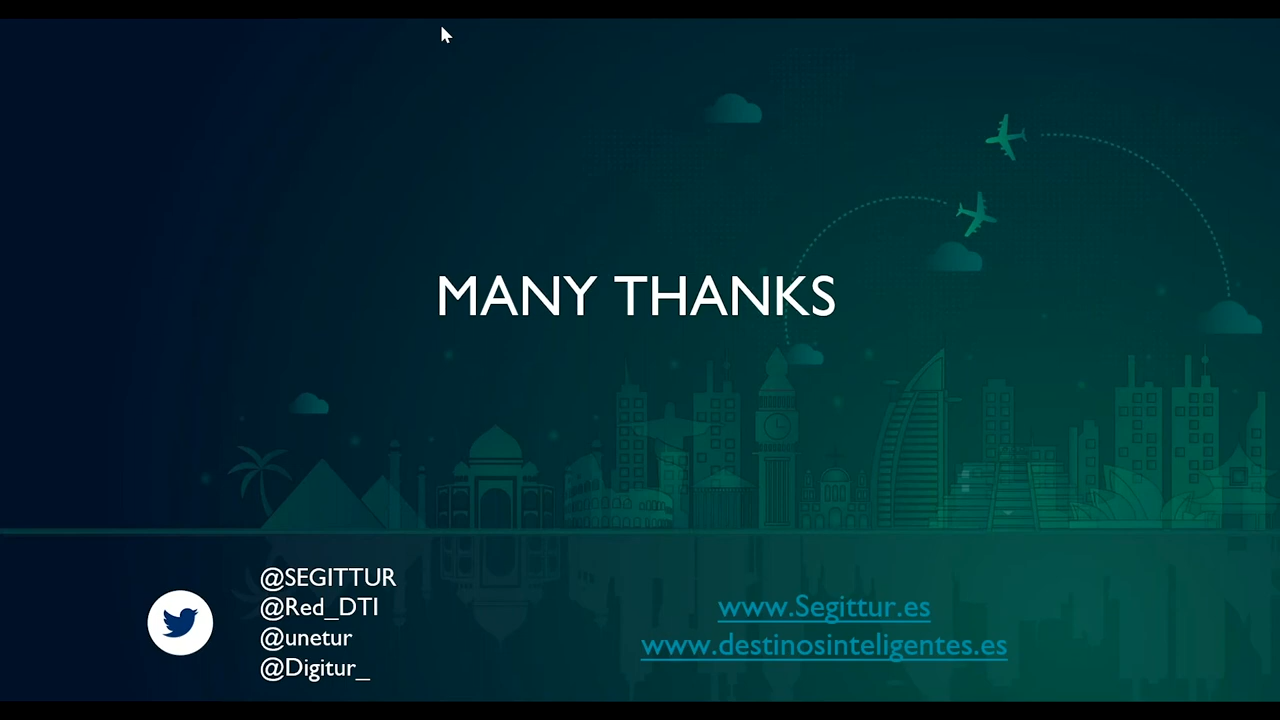 MANY THANKS
@SEGITTUR
@Red_DTI
@unetur
@Digitur_
www.Segittur.es
www.destinosinteligentes.es